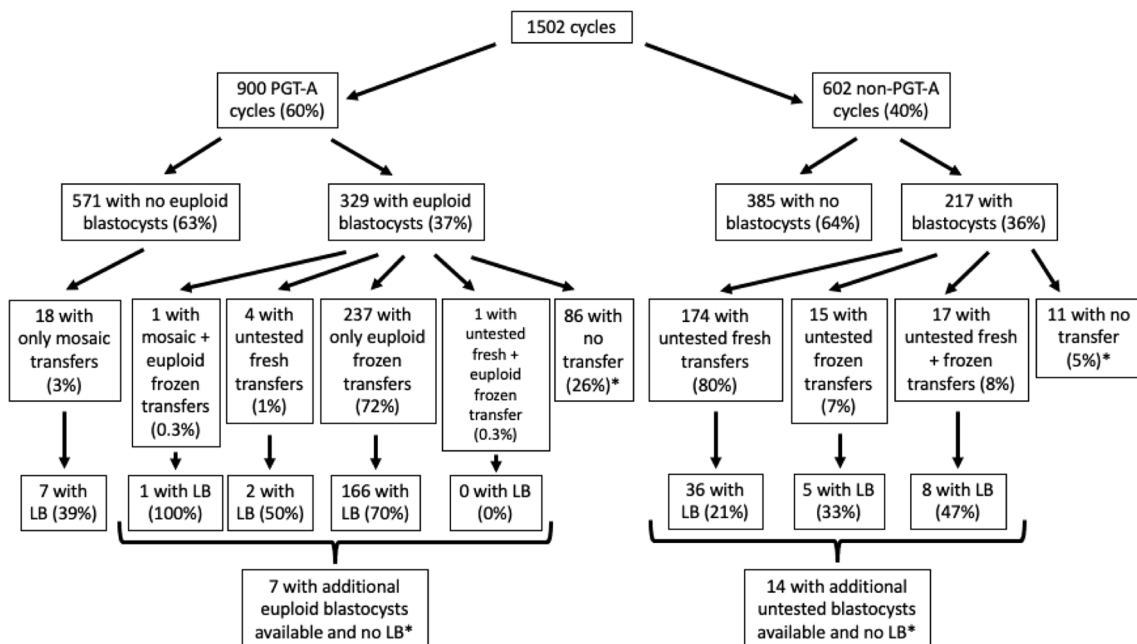 1502 cycles
900 PGT-A
cycles (60%)
602 non-PGT-A
cycles (40%)
571 with no euploid
blastocysts (63%)
329 with euploid
blastocysts
(37%)
385 with no
blastocysts (64%)
217 with
blastocysts
(36%)
18 with
only mosaic
transfers
(3%)
1 with
mosaic +
euploid
frozen
transfers
(0.3%)
4 with
untested
fresh
transfers
(1%)
237 with
only euploid
frozen
transfers
(72%)
1 with
untested
fresh +
euploid
frozen
transfer
(0.3%)
86 with
no
transfer
(26%)*
174 with
untested fresh
transfers
(80%)
15 with
untested
frozen
transfers
(7%)
17 with
untested fresh
+ frozen
transfers (8%)
11 with no
transfer
(5%)*
7 with
LB (39%)
1 with LB
(100%)
2 with
LB (50%)
166 with
LB (70%)
0 with LB
(0%)
36 with
LB (21%)
5 with LB
(33%)
8 with LB
(47%)
7 with additional
euploid blastocysts
available and no LB*
14 with additional
untested blastocysts
available and no LB*